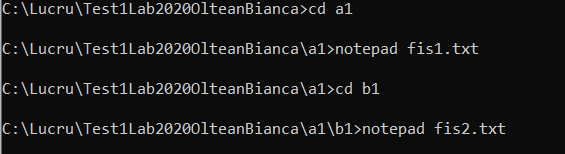 C:\Lucru\Test1Lab2020OlteanBianca>cd a1
C:\Lucru\Test1Lab2020OlteanBianca\a1>notepad fis1.txt
C:\Lucru\Test1Lab2020OlteanBianca\a1>cd b1
C:\Lucru\Test1Lab2020OlteanBianca\a1\b1>notepad fis2.txt